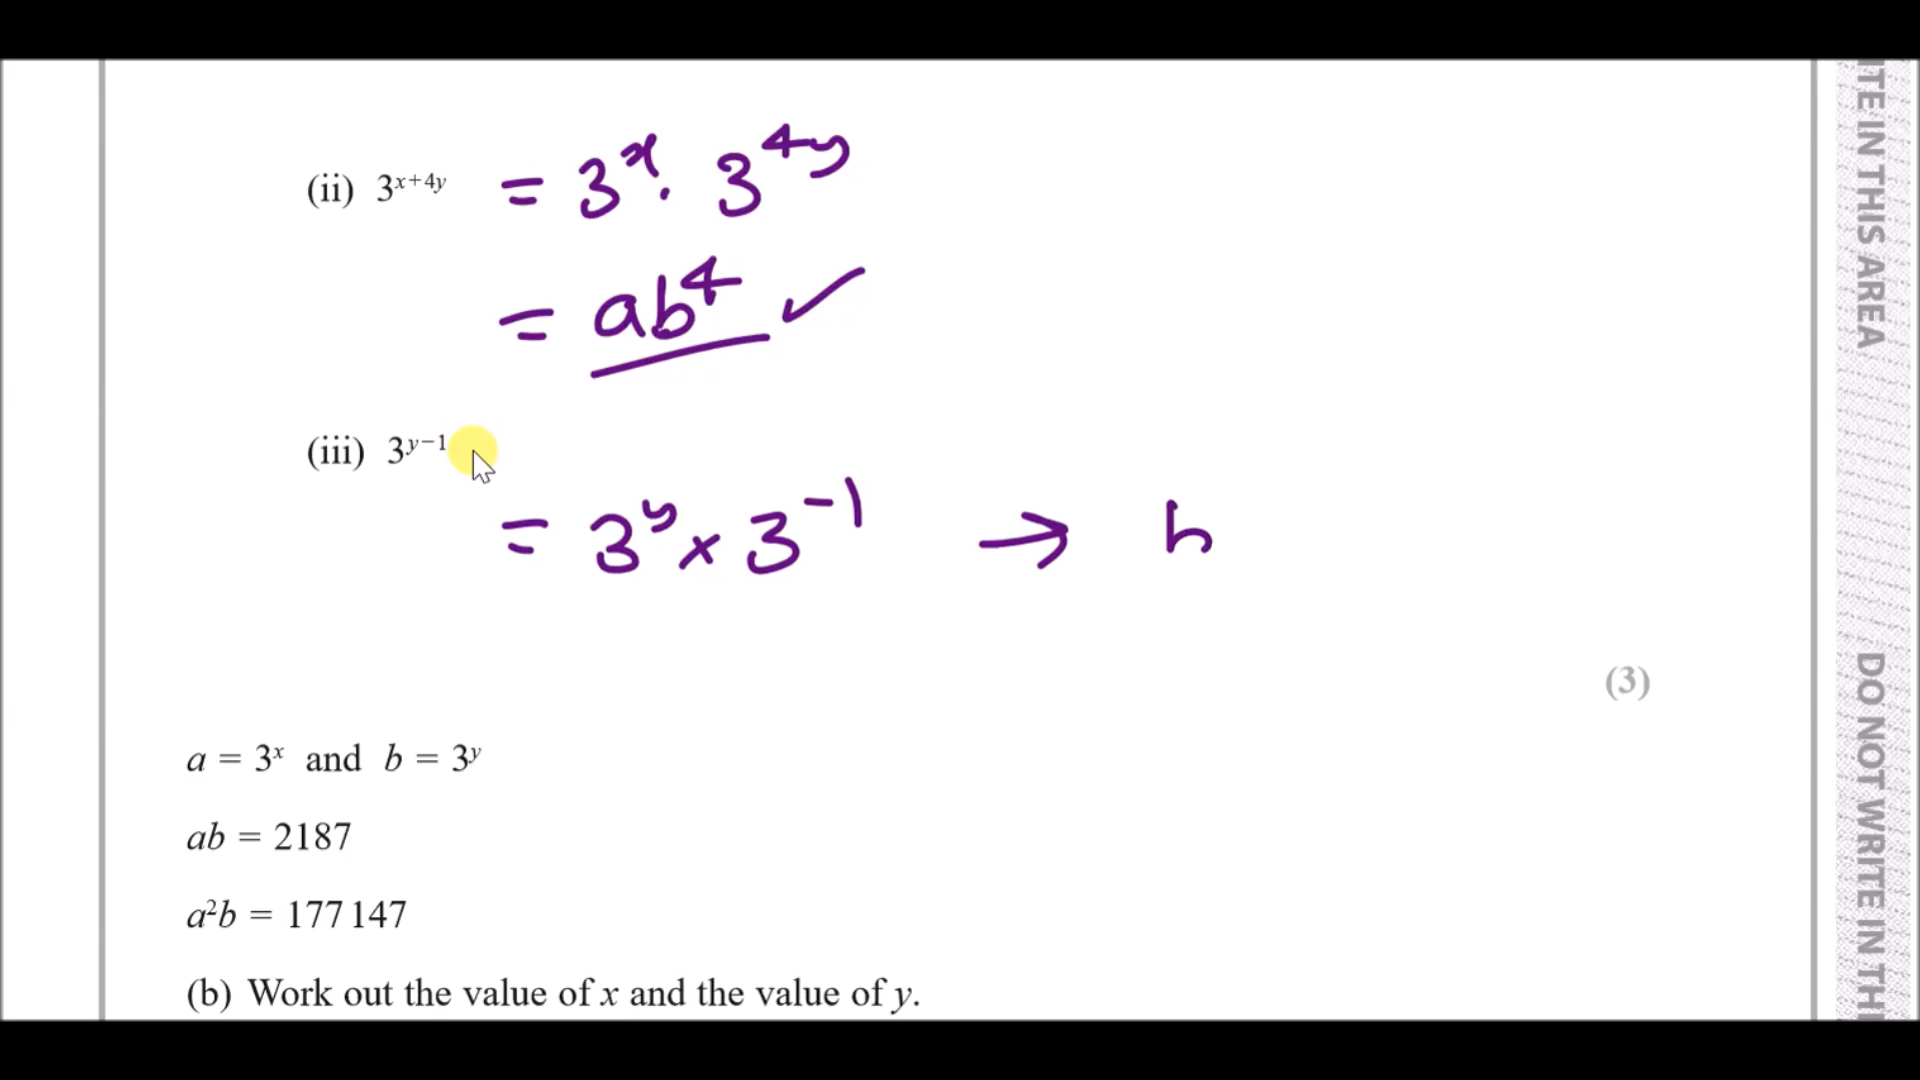 (ii) 3^{x+4y} = 3^x . 3^{4y}
= ab^4 ✓
(iii) 3^{y−1}
= 3^y × 3^{-1} → h
(3)
a = 3^x and b = 3^y
ab = 2187
a²b = 177 147
(b) Work out the value of x and the value of y.
ITE IN THIS AREA
DO NOT WRITE IN THI